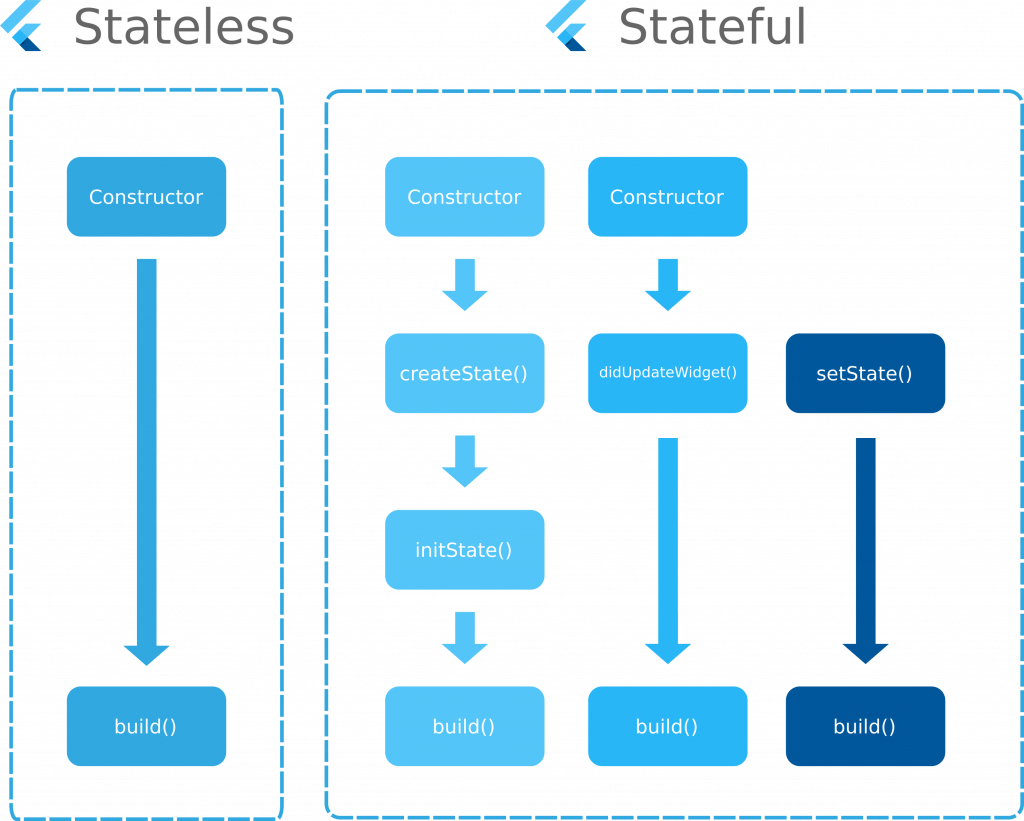 Stateless
Constructor
build()
Stateful
Constructor
createState()
initState()
build()
Constructor
didUpdateWidget()
build()
setState()
build()